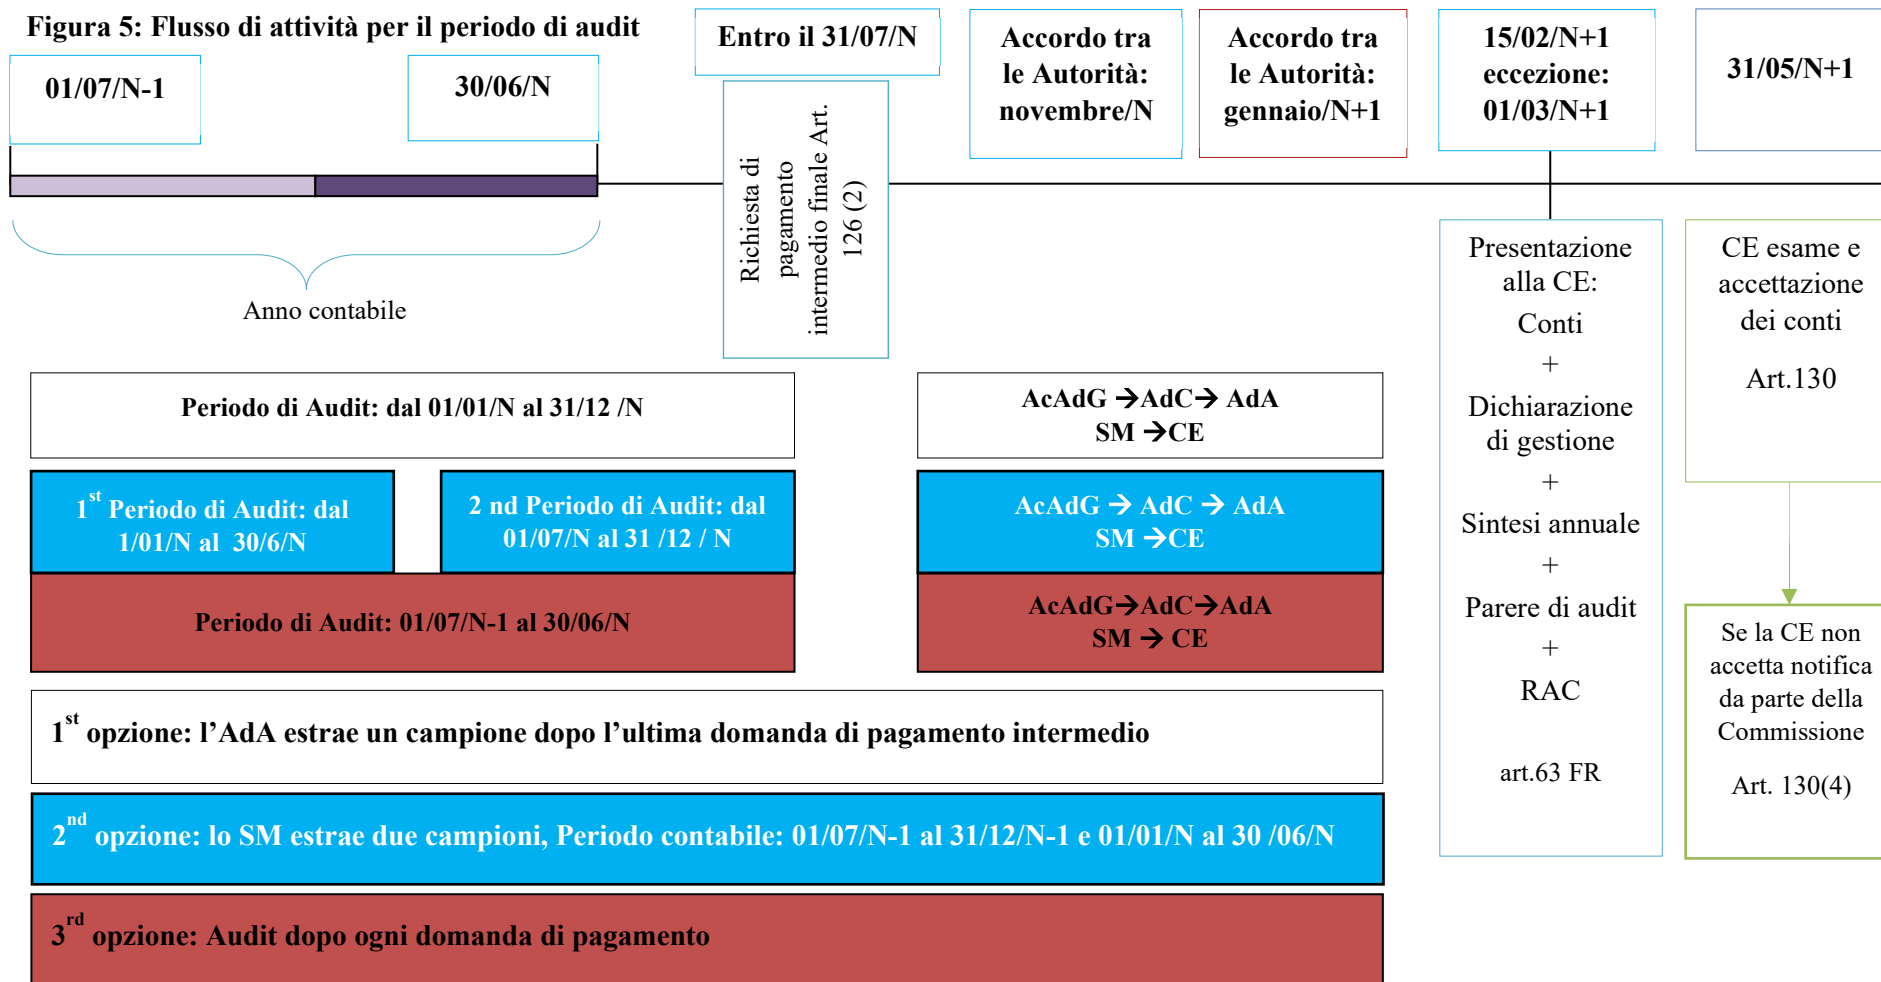 Figura 5: Flusso di attività per il periodo di audit
01/07/N-1
30/06/N
Entro il 31/07/N
Accordo tra
le Autorità:
novembre/N
Accordo tra
le Autorità:
gennaio/N+1
15/02/N+1
eccezione:
01/03/N+1
31/05/N+1
Richiesta di
pagamento
intermedio finale Art.
126 (2)
Anno contabile
Presentazione
alla CE:
Conti
+
Dichiarazione
di gestione
+
Sintesi annuale
+
Parere di audit
+
RAC
art.63 FR
CE esame e
accettazione
dei conti
Art.130
Se la CE non
accetta notifica
da parte della
Commissione
Art. 130(4)
Periodo di Audit: dal 01/01/N al 31/12 /N
AcAdG →AdC→ AdA
SM →CE
1st Periodo di Audit: dal
1/01/N al 30/6/N
2 nd Periodo di Audit: dal
01/07/N al 31 /12 / N
AcAdG → AdC → AdA
SM →CE
Periodo di Audit: 01/07/N-1 al 30/06/N
AcAdG→AdC→AdA
SM → CE
1st opzione: l’AdA estrae un campione dopo l’ultima domanda di pagamento intermedio
2nd opzione: lo SM estrae due campioni, Periodo contabile: 01/07/N-1 al 31/12/N-1 e 01/01/N al 30 /06/N
3rd opzione: Audit dopo ogni domanda di pagamento